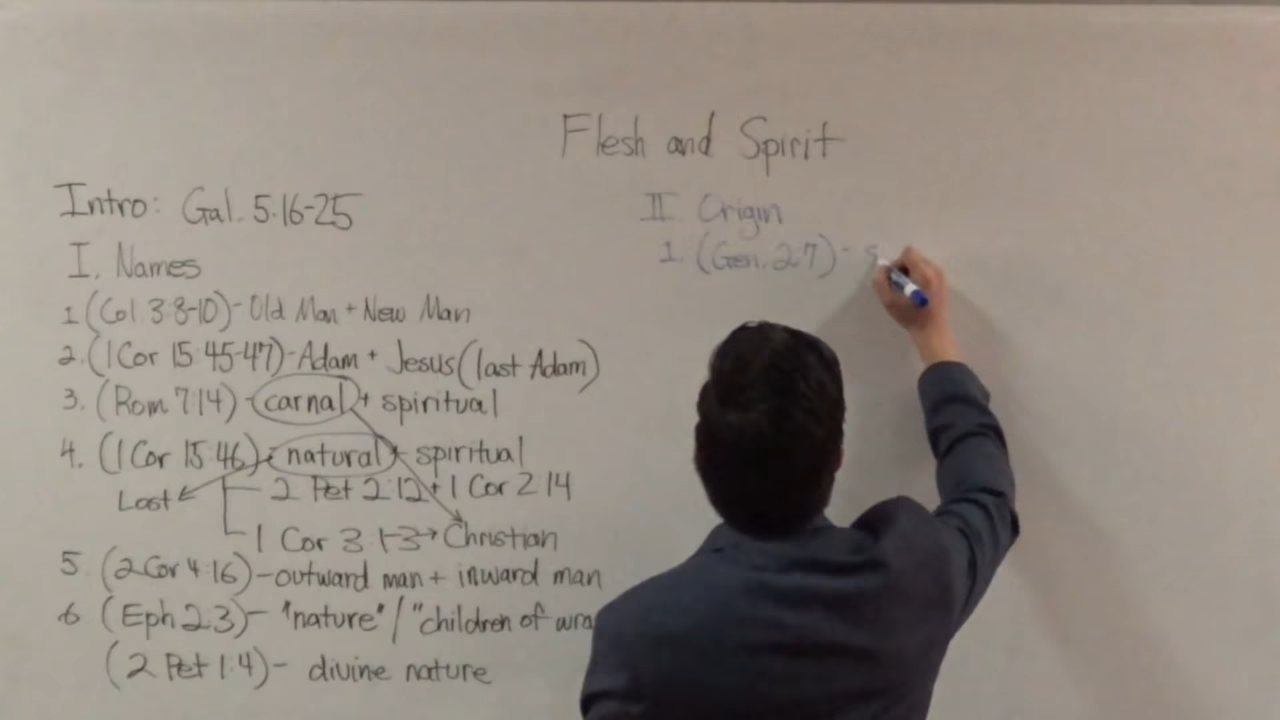 Flesh and Spirit
Intro: Gal. 5:16-25
I. Names
1 (Col 3:8-10) - Old Man + New Man
2. (1 Cor 15:45-47) - Adam + Jesus (last Adam)
3. (Rom 7:14) - carnal + spiritual
4. (1 Cor 15:46) - natural + spiritual
Lost
2 Pet 2:12 + 1 Cor 2:14
1 Cor 3:1-3 → Christian
5. (2 Cor 4:16) - outward man + inward man
6 (Eph 2:3) - "nature" / "children of
(2 Pet 1:4) - divine nature
II. Origin
1. (Gen. 2:7) -